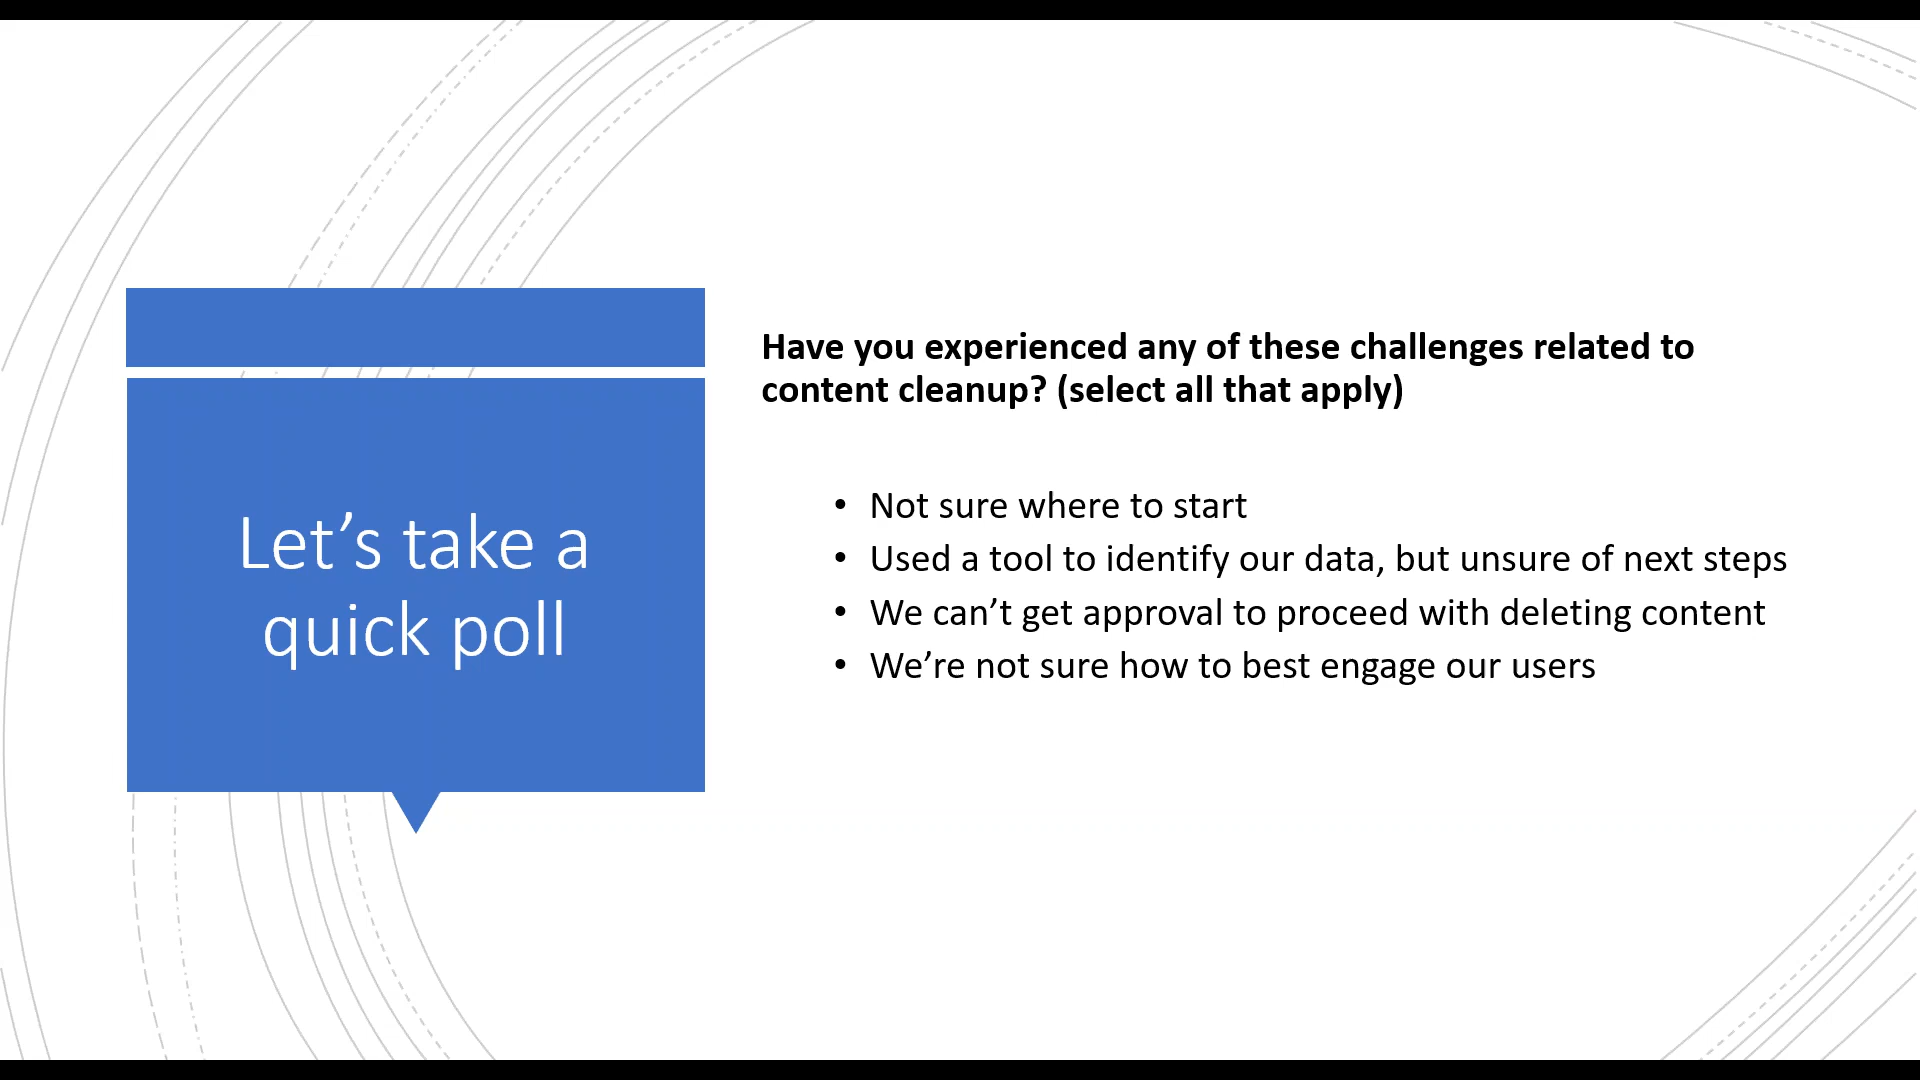 Let’s take a
quick poll
Have you experienced any of these challenges related to
content cleanup? (select all that apply)
• Not sure where to start
• Used a tool to identify our data, but unsure of next steps
• We can’t get approval to proceed with deleting content
• We’re not sure how to best engage our users